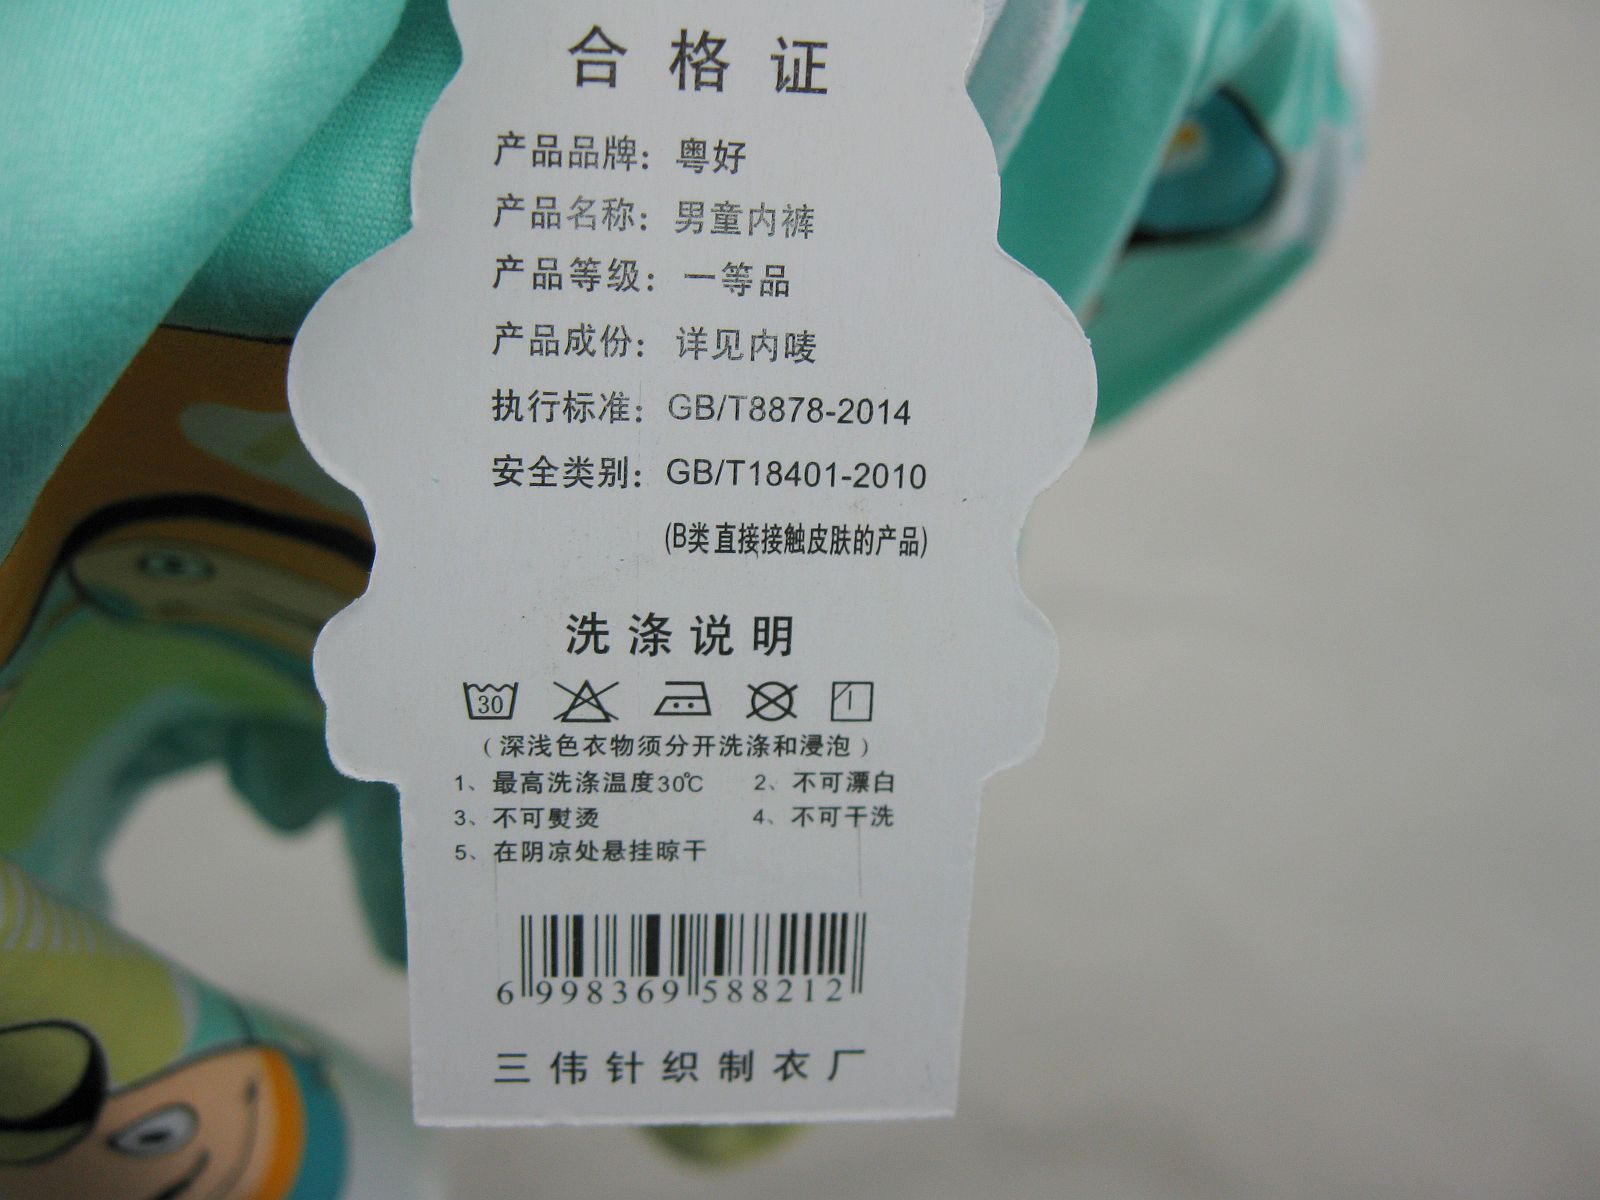 合格证
产品品牌：粤好
产品名称：男童内裤
产品等级：一等品
产品成份：详见内唛
执行标准：GB/T8878-2014
安全类别：GB/T18401-2010
(B类 直接接触皮肤的产品)
洗涤说明
30
（深浅色衣物须分开洗涤和浸泡）
1、最高洗涤温度30℃ 2、不可漂白
3、不可熨烫 4、不可干洗
5、在阴凉处悬挂晾干
6 998369 588212
三伟针织制衣厂